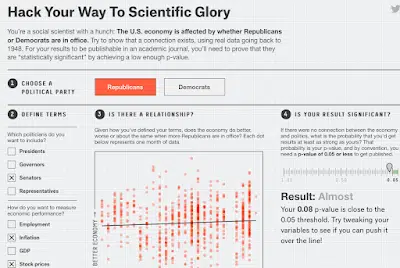 Hack Your Way To Scientific Glory
You're a social scientist with a hunch: The U.S. economy is affected by whether Republicans
or Democrats are in office. Try to show that a connection exists, using real data going back to
1948. For your results to be publishable in an academic journal, you'll need to prove that they
are "statistically significant" by achieving a low enough p-value.
1 CHOOSE A
POLITICAL PARTY
Republicans
Democrats
2 DEFINE TERMS
Which politicians do you
want to include?
Presidents
Governors
Senators
Representatives
How do you want to measure
economic performance?
Employment
Inflation
GDP
Stock prices
3 IS THERE A RELATIONSHIP?
Given how you've defined your terms, does the economy do better,
worse or about the same when more Republicans are in office? Each dot
below represents one month of data.
BETTER ECONOMY
4 IS YOUR RESULT SIGNIFICANT?
If there were no connection between the economy
and politics, what is the probability that you'd get
results at least as strong as yours? That
probability is your p-value, and by convention, you
need a p-value of 0.05 or less to get published.
Result: Almost
Your 0.08 p-value is close to the
0.05 threshold. Try tweaking your
variables to see if you can push it
over the line!